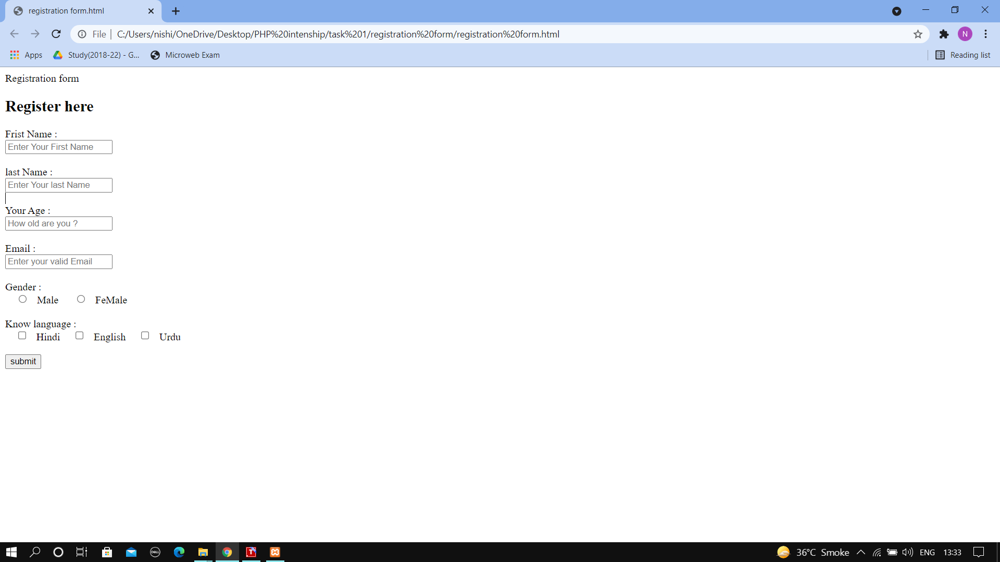 registration form.html
File
C:/Users/nishi/OneDrive/Desktop/PHP%20intenship/task%201/registration%20form/registration%20form.html
N
Apps
Study(2018-22) - G...
Microweb Exam
Reading list
Registration form
Register here
Frist Name :
Enter Your First Name
last Name :
Enter Your last Name
Your Age :
How old are you ?
Email :
Enter your valid Email
Gender :
Male FeMale
Know language :
Hindi English Urdu
submit
DELL
T
36°C Smoke
ENG
13:33